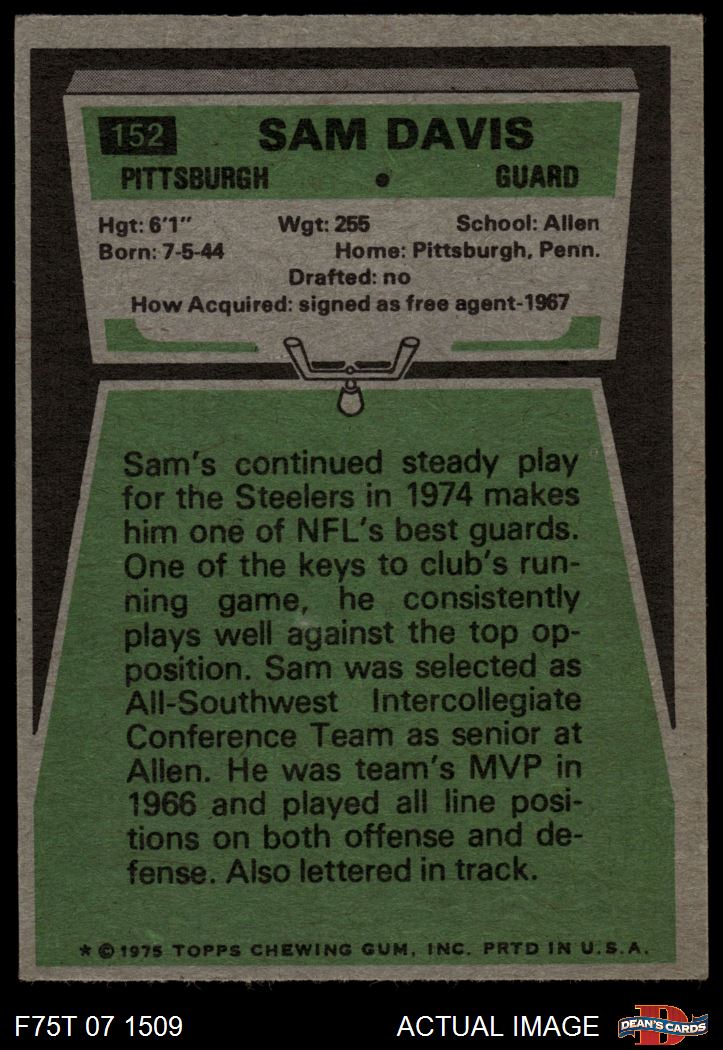 152 SAM DAVIS
PITTSBURGH • GUARD
Hgt: 6'1" Wgt: 255 School: Allen
Born: 7-5-44 Home: Pittsburgh, Penn.
Drafted: no
How Acquired: signed as free agent-1967
Sam's continued steady play
for the Steelers in 1974 makes
him one of NFL's best guards.
One of the keys to club's run-
ning game, he consistently
plays well against the top op-
position. Sam was selected as
All-Southwest Intercollegiate
Conference Team as senior at
Allen. He was team's MVP in
1966 and played all line posi-
tions on both offense and de-
fense. Also lettered in track.
* © 1975 TOPPS CHEWING GUM, INC. PRTD IN U.S.A.
F75T 07 1509 ACTUAL IMAGE D DEAN'S CARDS